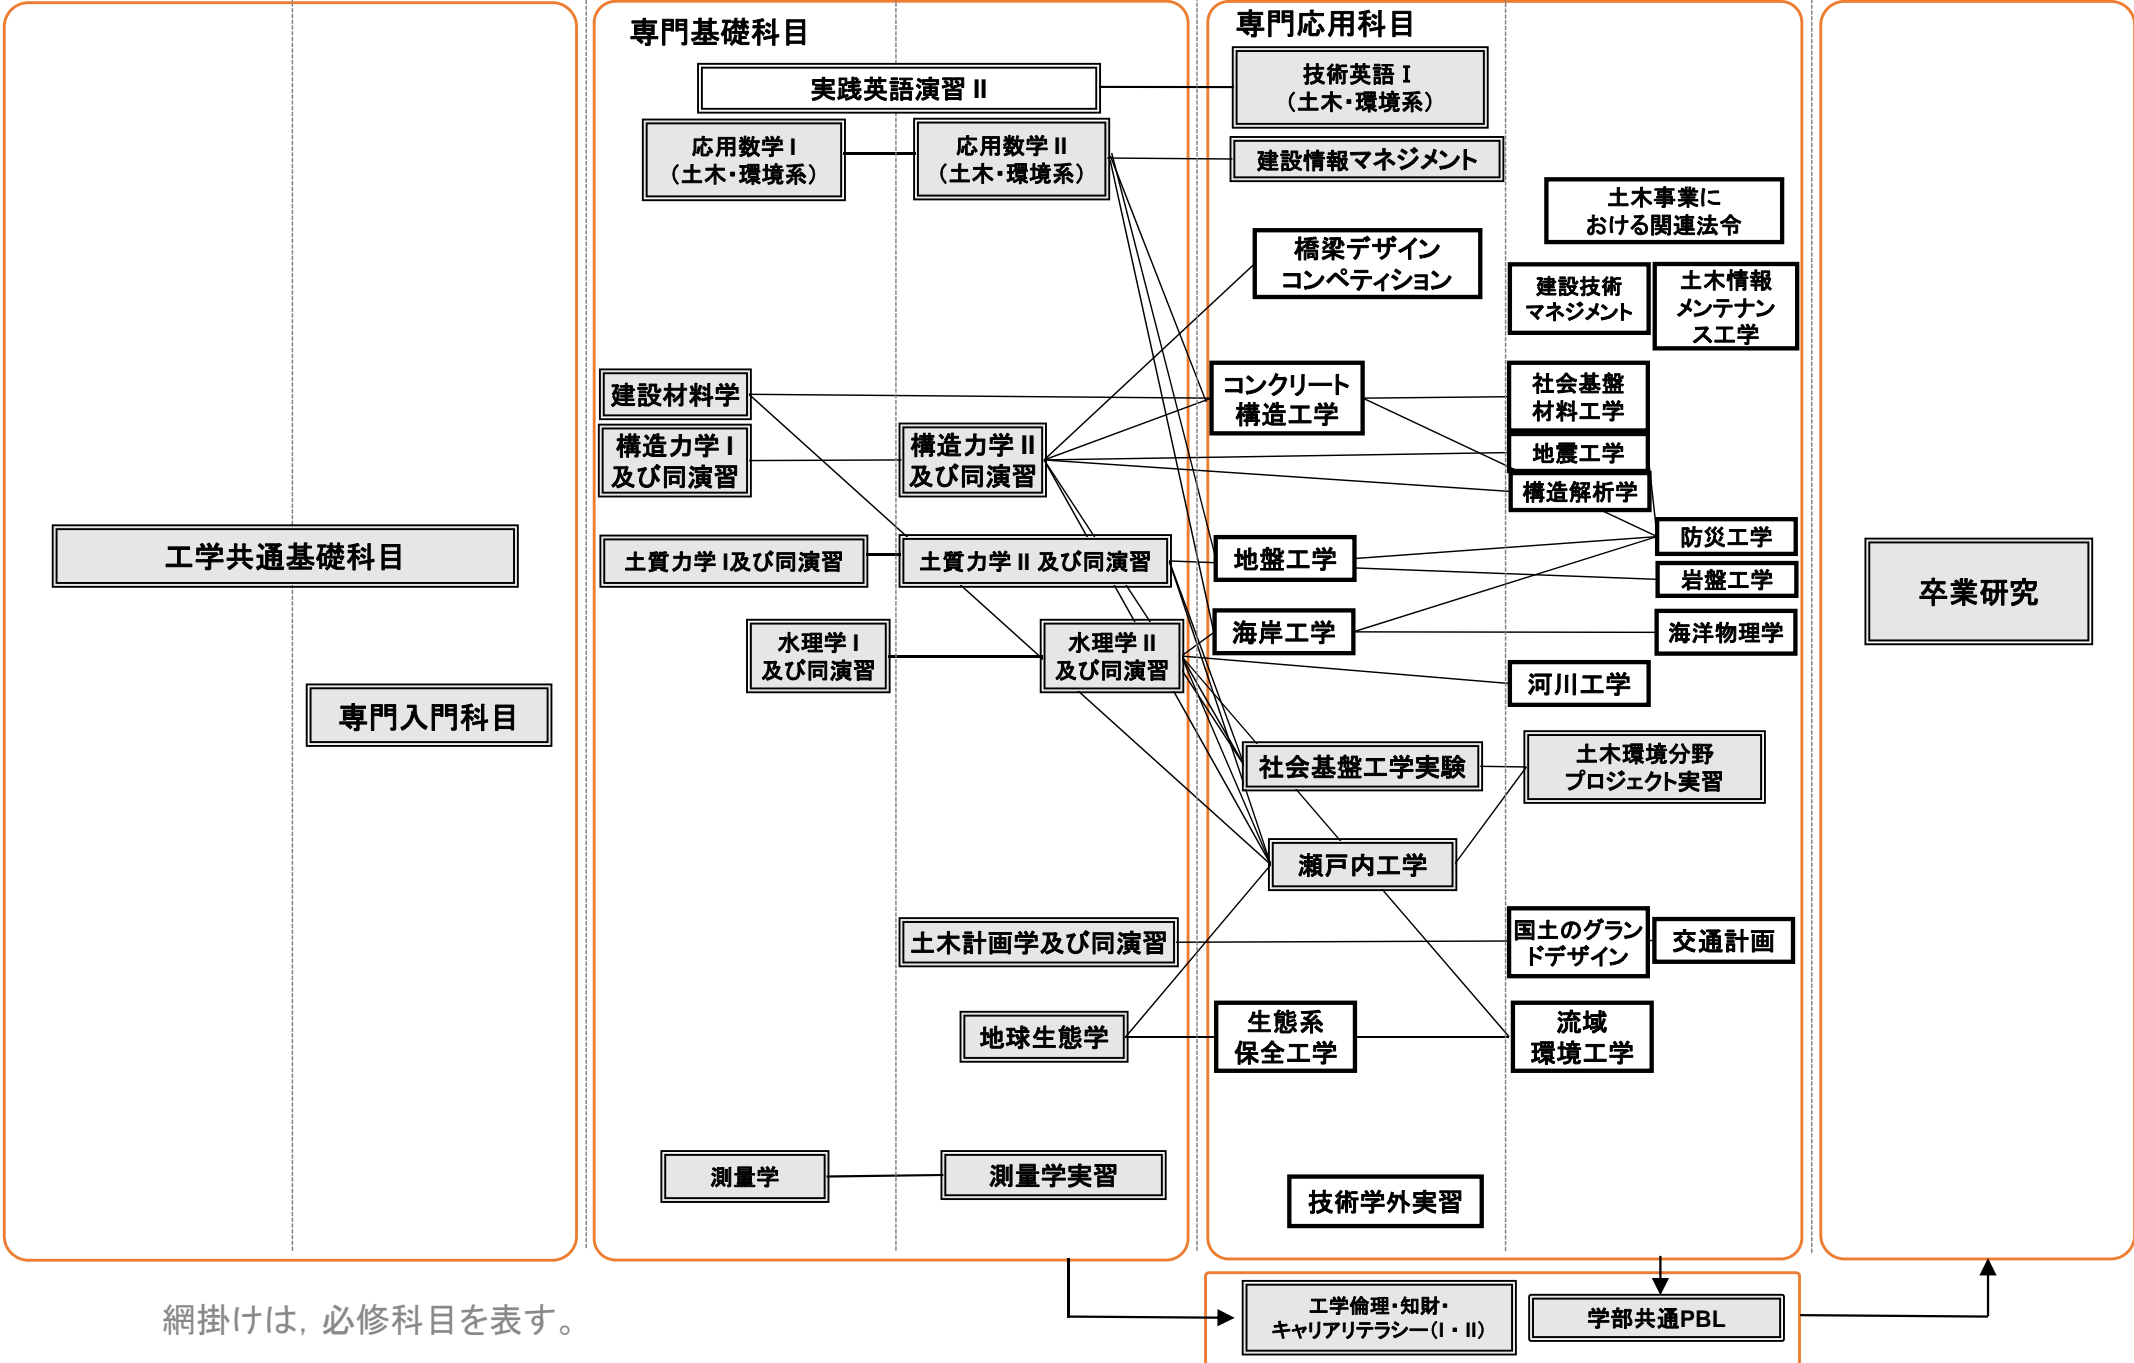 専門基礎科目
専門応用科目
実践英語演習 II
技術英語 I
(土木・環境系)
応用数学 I
(土木・環境系)
応用数学 II
(土木・環境系)
建設情報マネジメント
土木事業に
おける関連法令
橋梁デザイン
コンペティション
建設技術
マネジメント
土木情報
メンテナン
ス工学
建設材料学
コンクリート
構造工学
社会基盤
材料工学
構造力学 I
及び同演習
構造力学 II
及び同演習
地震工学
構造解析学
工学共通基礎科目
土質力学 I及び同演習
土質力学 II 及び同演習
地盤工学
防災工学
岩盤工学
卒業研究
水理学 I
及び同演習
水理学 II
及び同演習
海岸工学
海洋物理学
河川工学
専門入門科目
社会基盤工学実験
土木環境分野
プロジェクト実習
瀬戸内工学
土木計画学及び同演習
国土のグラン
ドデザイン
交通計画
地球生態学
生態系
保全工学
流域
環境工学
測量学
測量学実習
技術学外実習
網掛けは，必修科目を表す。
工学倫理・知財・
キャリアリテラシー(I・II)
学部共通PBL